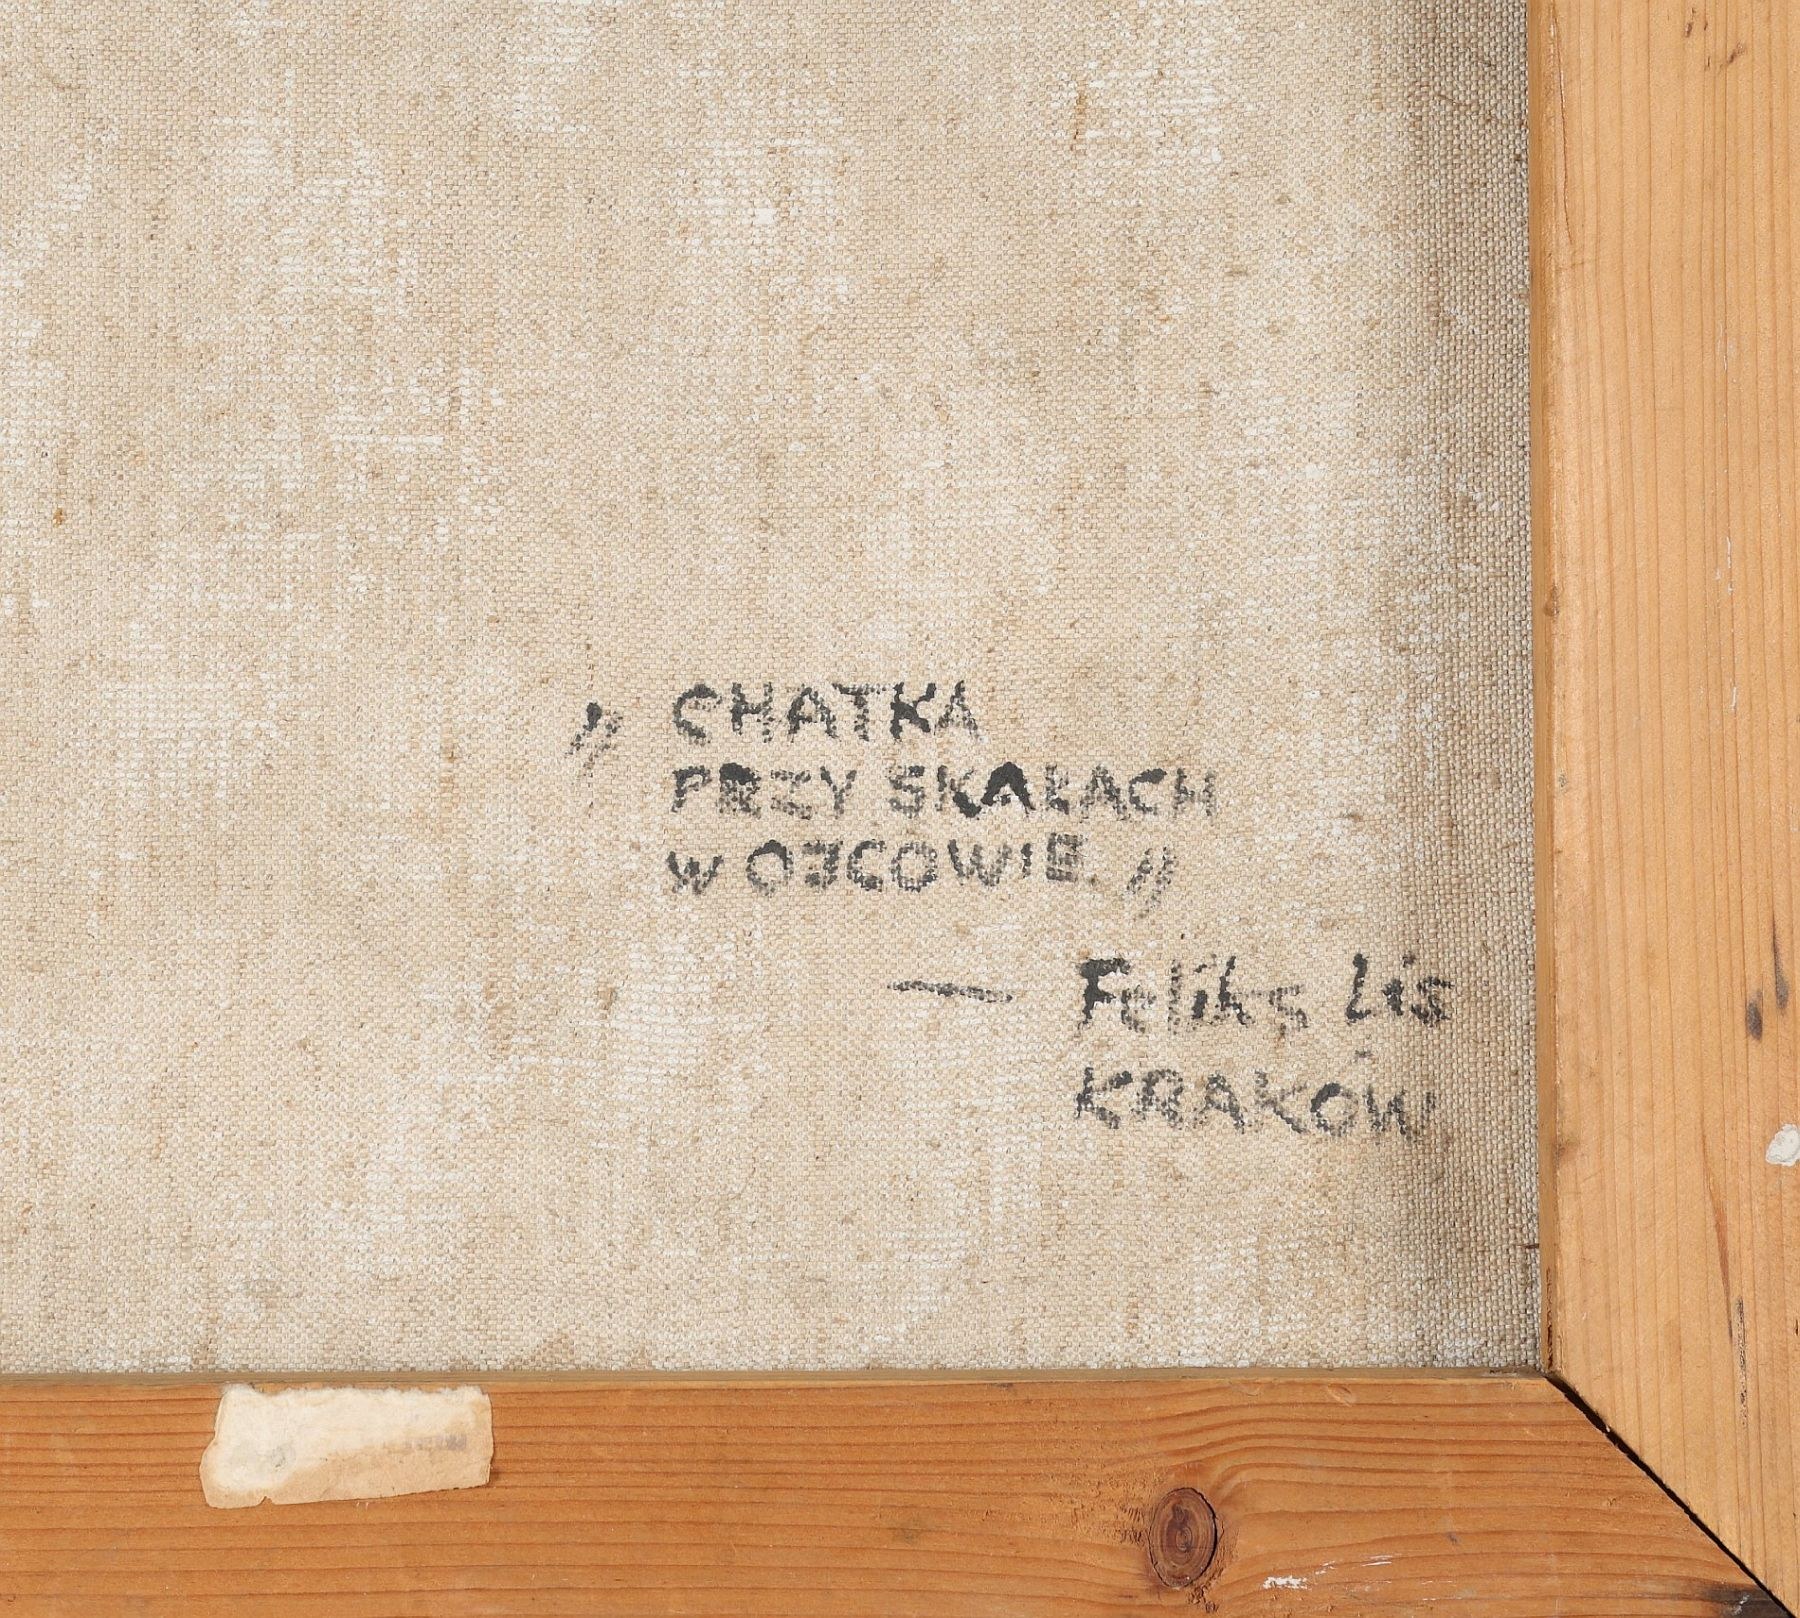 „ CHATKA
PRZY SKAŁACH
W OJCOWIE. "
— Feliks Lis
KRAKÓW